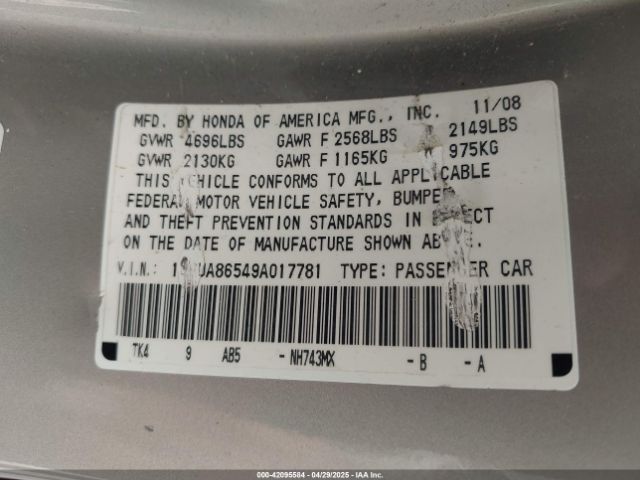 MFD. BY HONDA OF AMERICA MFG., INC. 11/08
GVWR 4696LBS GAWR F 2568LBS 2149LBS
GVWR 2130KG GAWR F 1165KG 975KG
THIS VEHICLE CONFORMS TO ALL APPLICABLE
FEDERAL MOTOR VEHICLE SAFETY, BUMPER
AND THEFT PREVENTION STANDARDS IN EFFECT
ON THE DATE OF MANUFACTURE SHOWN ABOVE.
V.I.N.: TYPE: PASSENGER CAR
TK4 9 AB5 - NH743MX - B - A
000-42095584 - 04/29/2025 - IAA Inc.